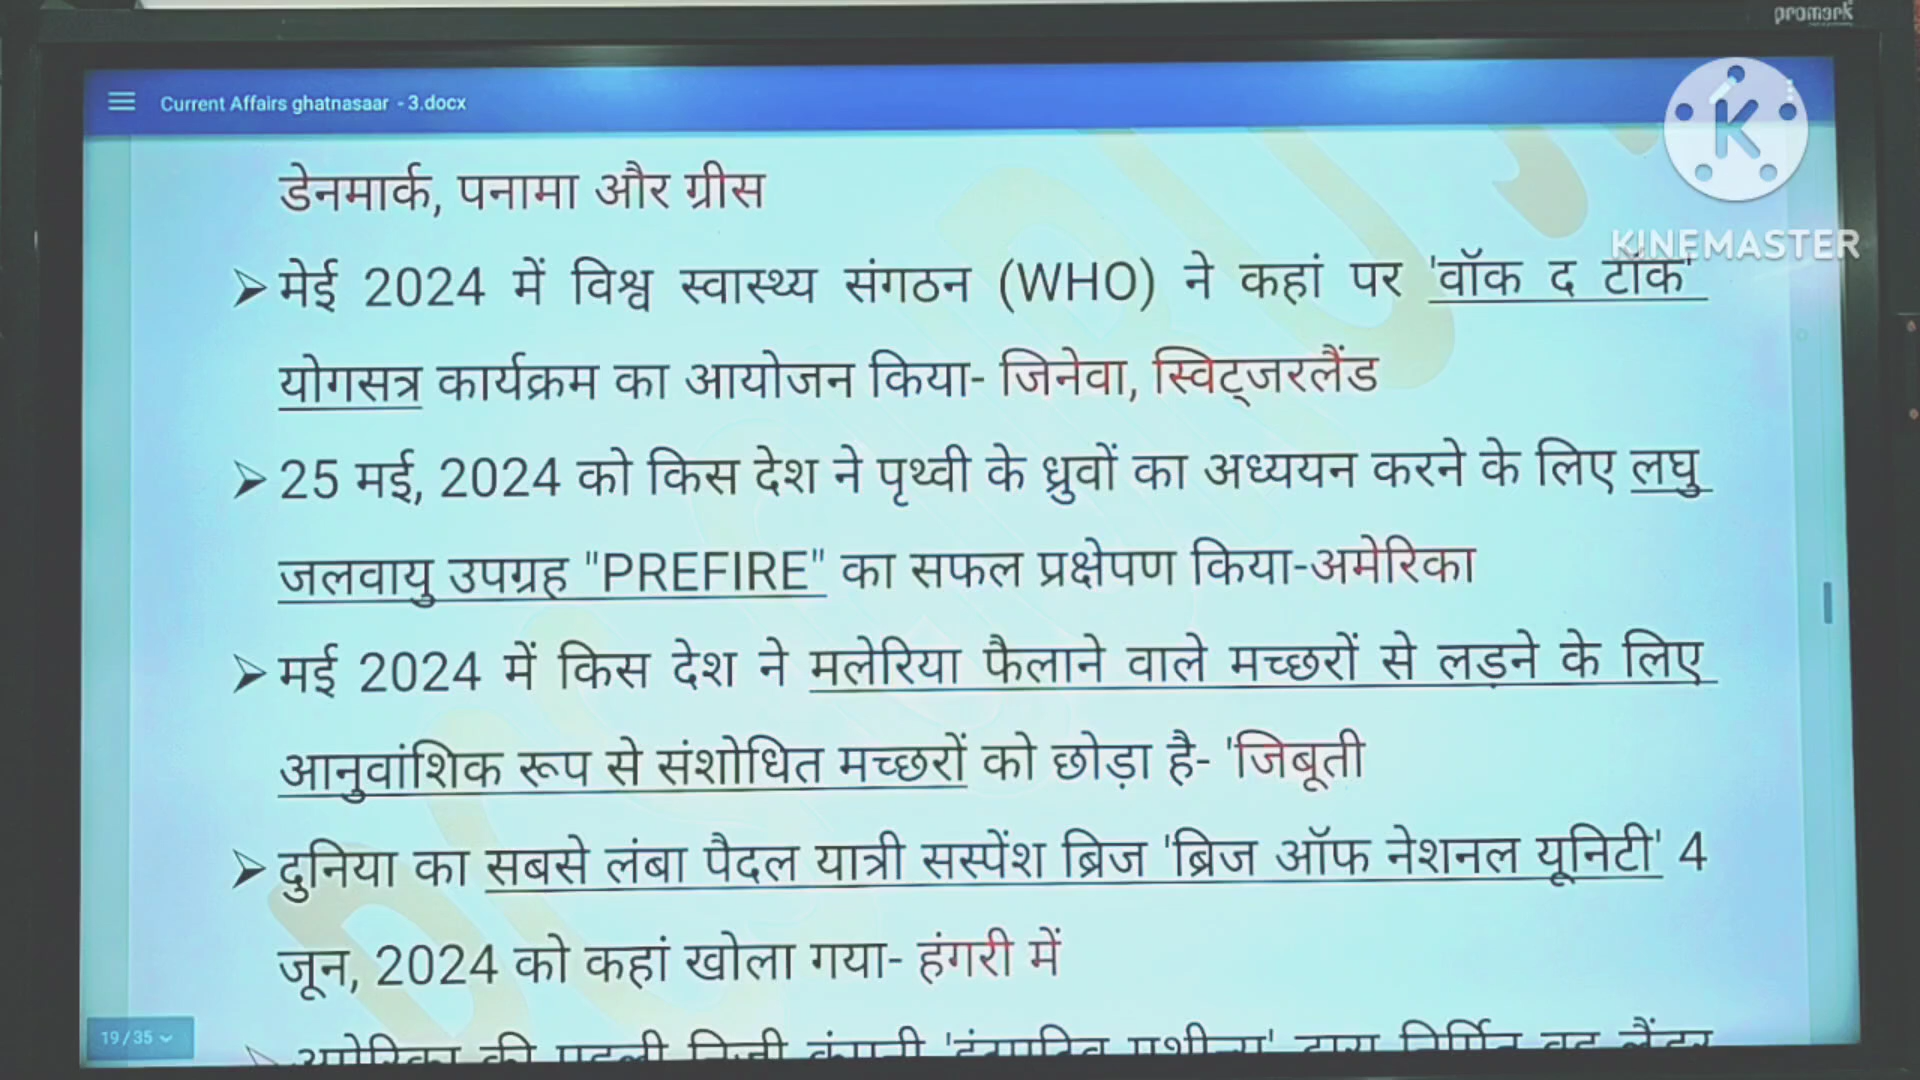 promark
Current Affairs ghatnasaar - 3.docx
KINEMASTER
डेनमार्क, पनामा और ग्रीस
➢ मेई 2024 में विश्व स्वास्थ्य संगठन (WHO) ने कहां पर 'वॉक द टॉक'
योगसत्र कार्यक्रम का आयोजन किया- जिनेवा, स्विट्जरलैंड
➢ 25 मई, 2024 को किस देश ने पृथ्वी के ध्रुवों का अध्ययन करने के लिए लघु
जलवायु उपग्रह "PREFIRE" का सफल प्रक्षेपण किया-अमेरिका
➢ मई 2024 में किस देश ने मलेरिया फैलाने वाले मच्छरों से लड़ने के लिए
आनुवांशिक रूप से संशोधित मच्छरों को छोड़ा है- 'जिबूती
➢ दुनिया का सबसे लंबा पैदल यात्री सस्पेंश ब्रिज 'ब्रिज ऑफ नेशनल यूनिटी' 4
जून, 2024 को कहां खोला गया- हंगरी में
19/35
अमेरिका की पहली निजी कंपनी